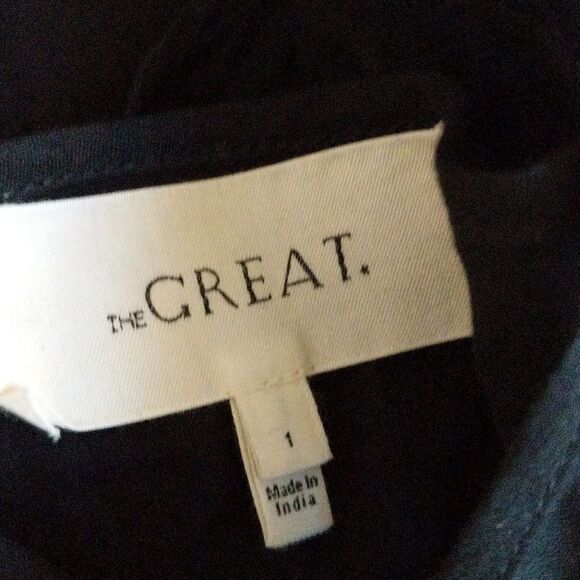 THE GREAT.
1
Made in
India